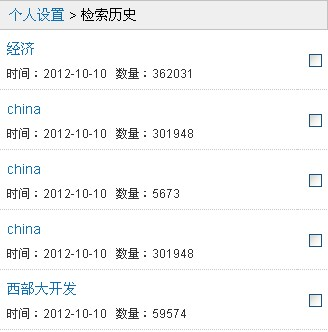 个人设置 > 检索历史
经济
时间：2012-10-10 数量：362031
china
时间：2012-10-10 数量：301948
china
时间：2012-10-10 数量：5673
china
时间：2012-10-10 数量：301948
西部大开发
时间：2012-10-10 数量：59574